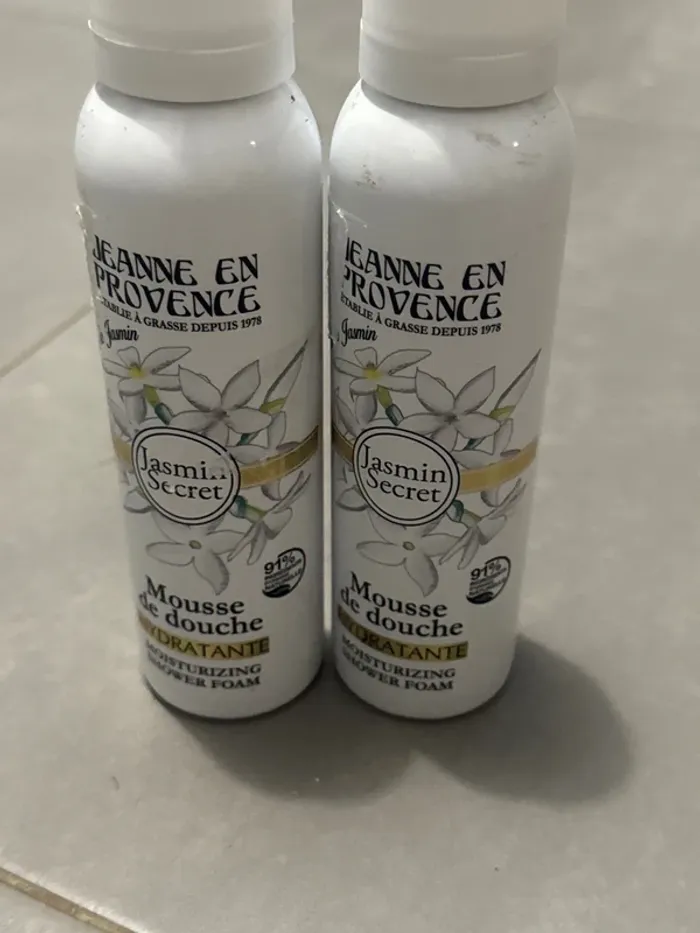 JEANNE EN
PROVENCE
ÉTABLIE À GRASSE DEPUIS 1978
Jasmin
Jasmin
Secret
91%
Mousse
de douche
HYDRATANTE
MOISTURIZING
SHOWER FOAM
JEANNE EN
PROVENCE
ÉTABLIE À GRASSE DEPUIS 1978
Jasmin
Jasmin
Secret
91%
Mousse
de douche
HYDRATANTE
MOISTURIZING
SHOWER FOAM